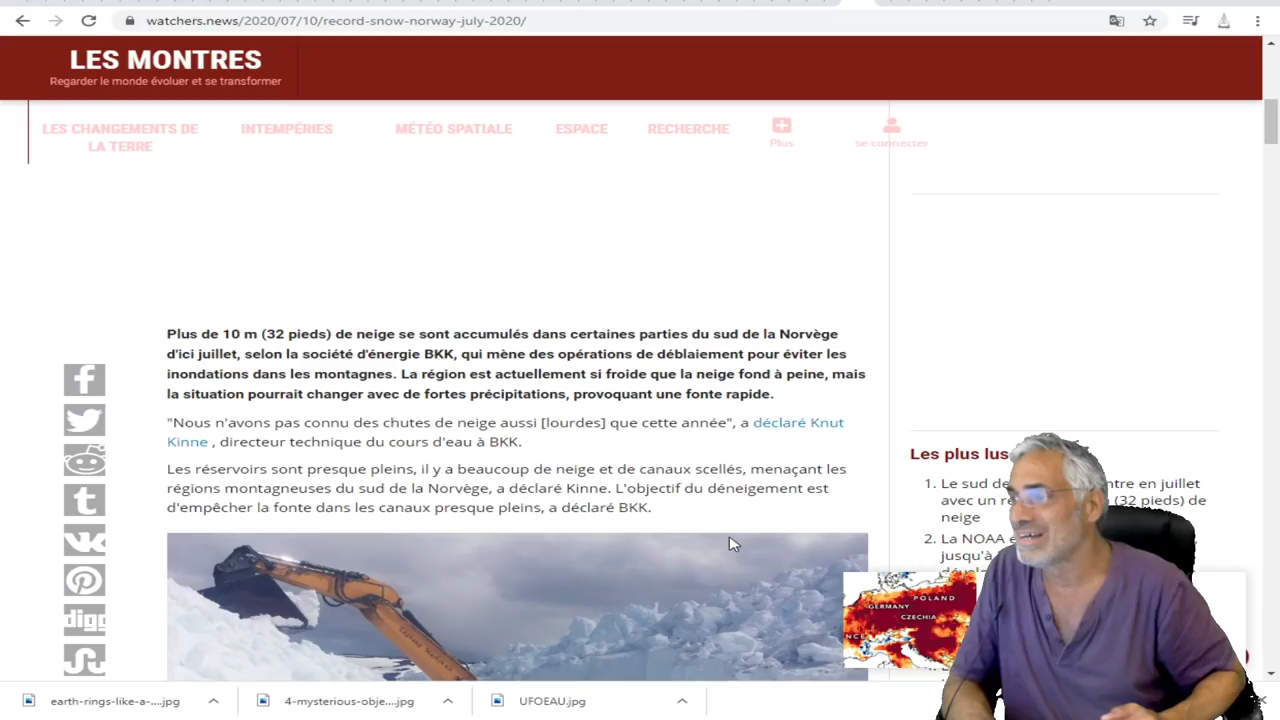 watchers.news/2020/07/10/record-snow-norway-july-2020/
LES MONTRES
Regarder le monde évoluer et se transformer
LES CHANGEMENTS DE
LA TERRE
INTEMPÉRIES
MÉTÉO SPATIALE
ESPACE
RECHERCHE
Plus
se connecter
Plus de 10 m (32 pieds) de neige se sont accumulés dans certaines parties du sud de la Norvège
d'ici juillet, selon la société d'énergie BKK, qui mène des opérations de déblaiement pour éviter les
inondations dans les montagnes. La région est actuellement si froide que la neige fond à peine, mais
la situation pourrait changer avec de fortes précipitations, provoquant une fonte rapide.
"Nous n'avons pas connu des chutes de neige aussi [lourdes] que cette année", a déclaré Knut
Kinne , directeur technique du cours d'eau à BKK.
Les réservoirs sont presque pleins, il y a beaucoup de neige et de canaux scellés, menaçant les
régions montagneuses du sud de la Norvège, a déclaré Kinne. L'objectif du déneigement est
d'empêcher la fonte dans les canaux presque pleins, a déclaré BKK.
digg
Les plus lus
1. Le sud de ntre en juillet
avec un re (32 pieds) de
neige
2. La NOAA
jusqu'à
POLAND
GERMANY
CZECHIA
earth-rings-like-a-....jpg
4-mysterious-obje....jpg
UFOEAU.jpg